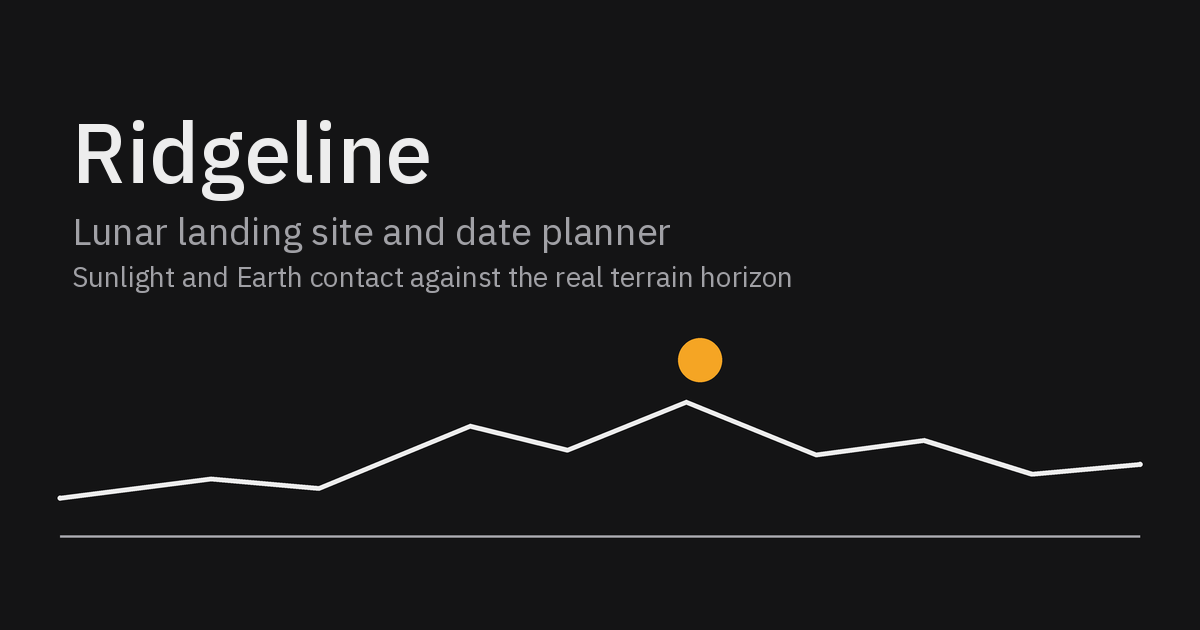 Ridgeline
Lunar landing site and date planner
Sunlight and Earth contact against the real terrain horizon